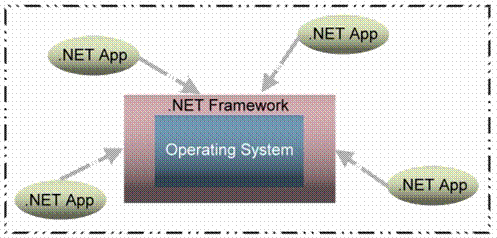 .NET App
.NET App
.NET Framework
Operating System
.NET App
.NET App